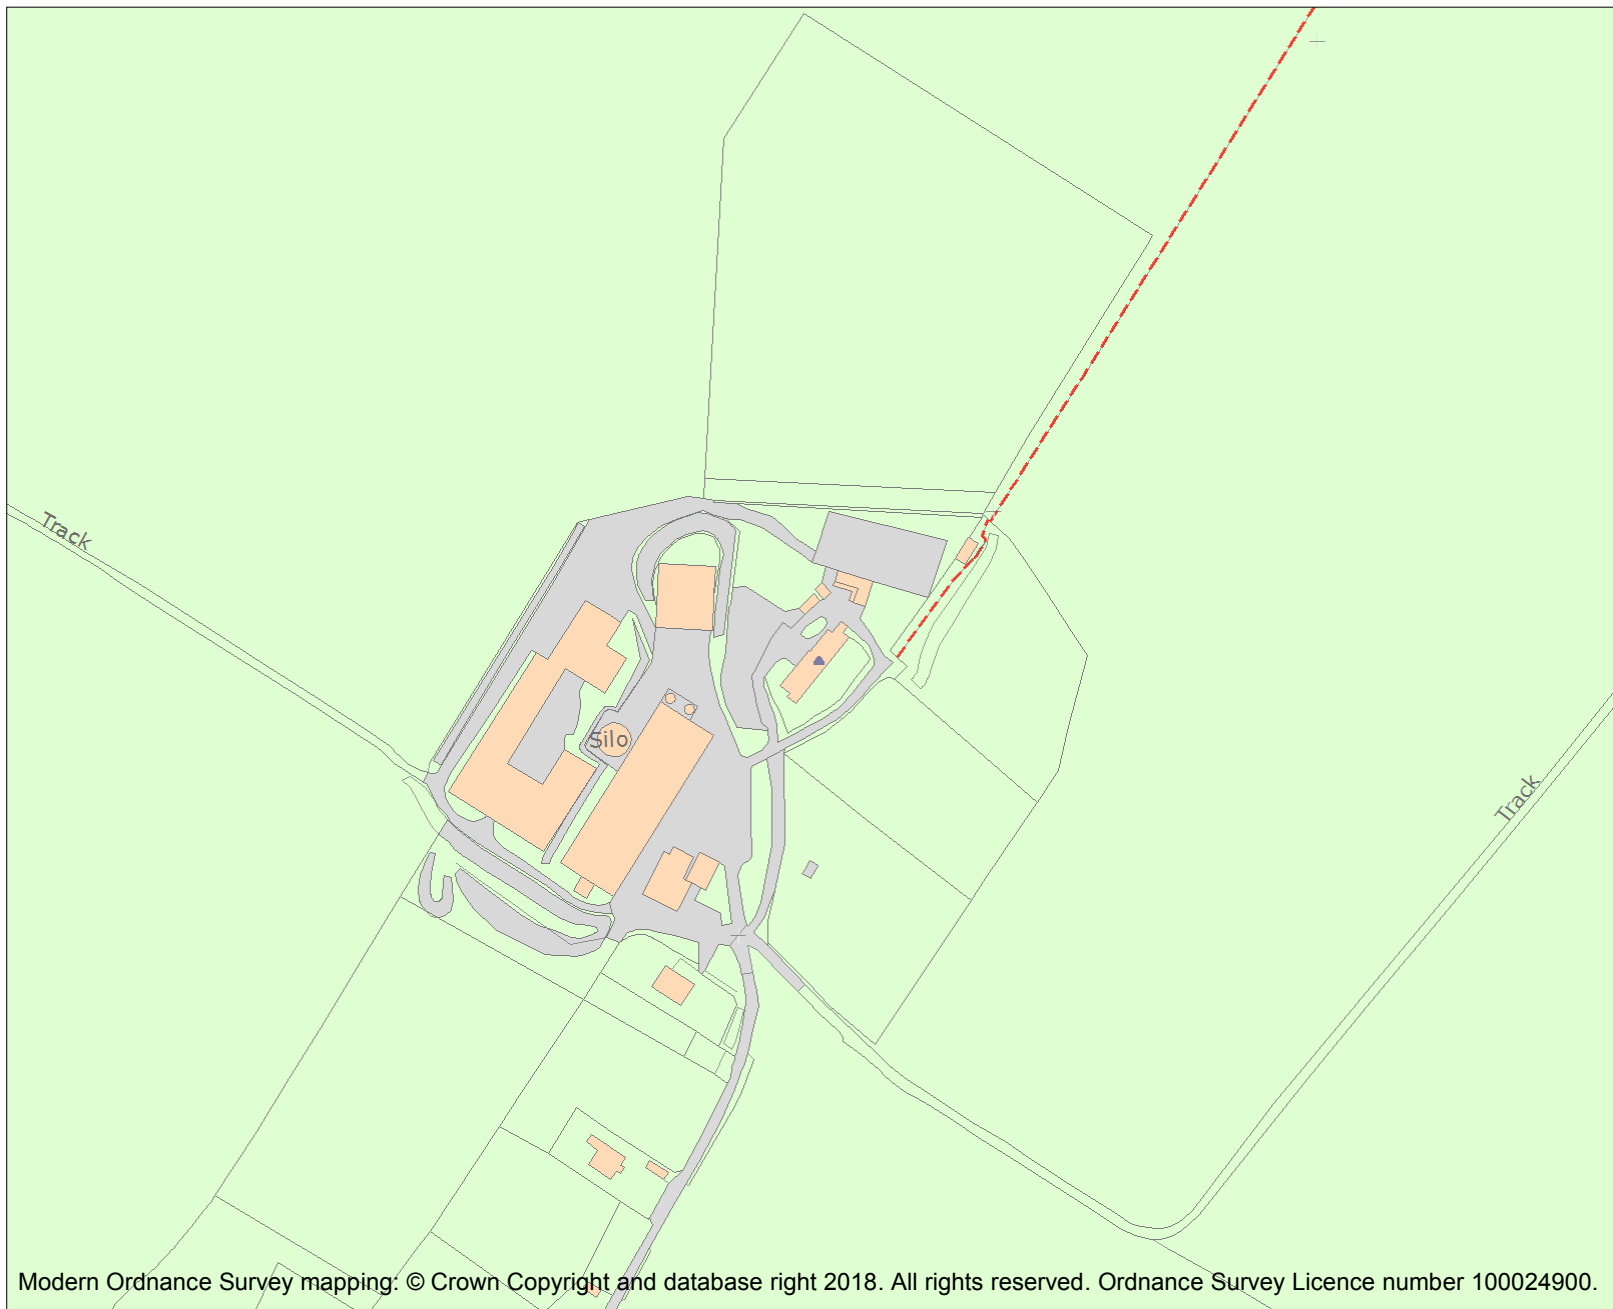 Track
Silo
Track
Modern Ordnance Survey mapping: © Crown Copyright and database right 2018. All rights reserved. Ordnance Survey Licence number 100024900.